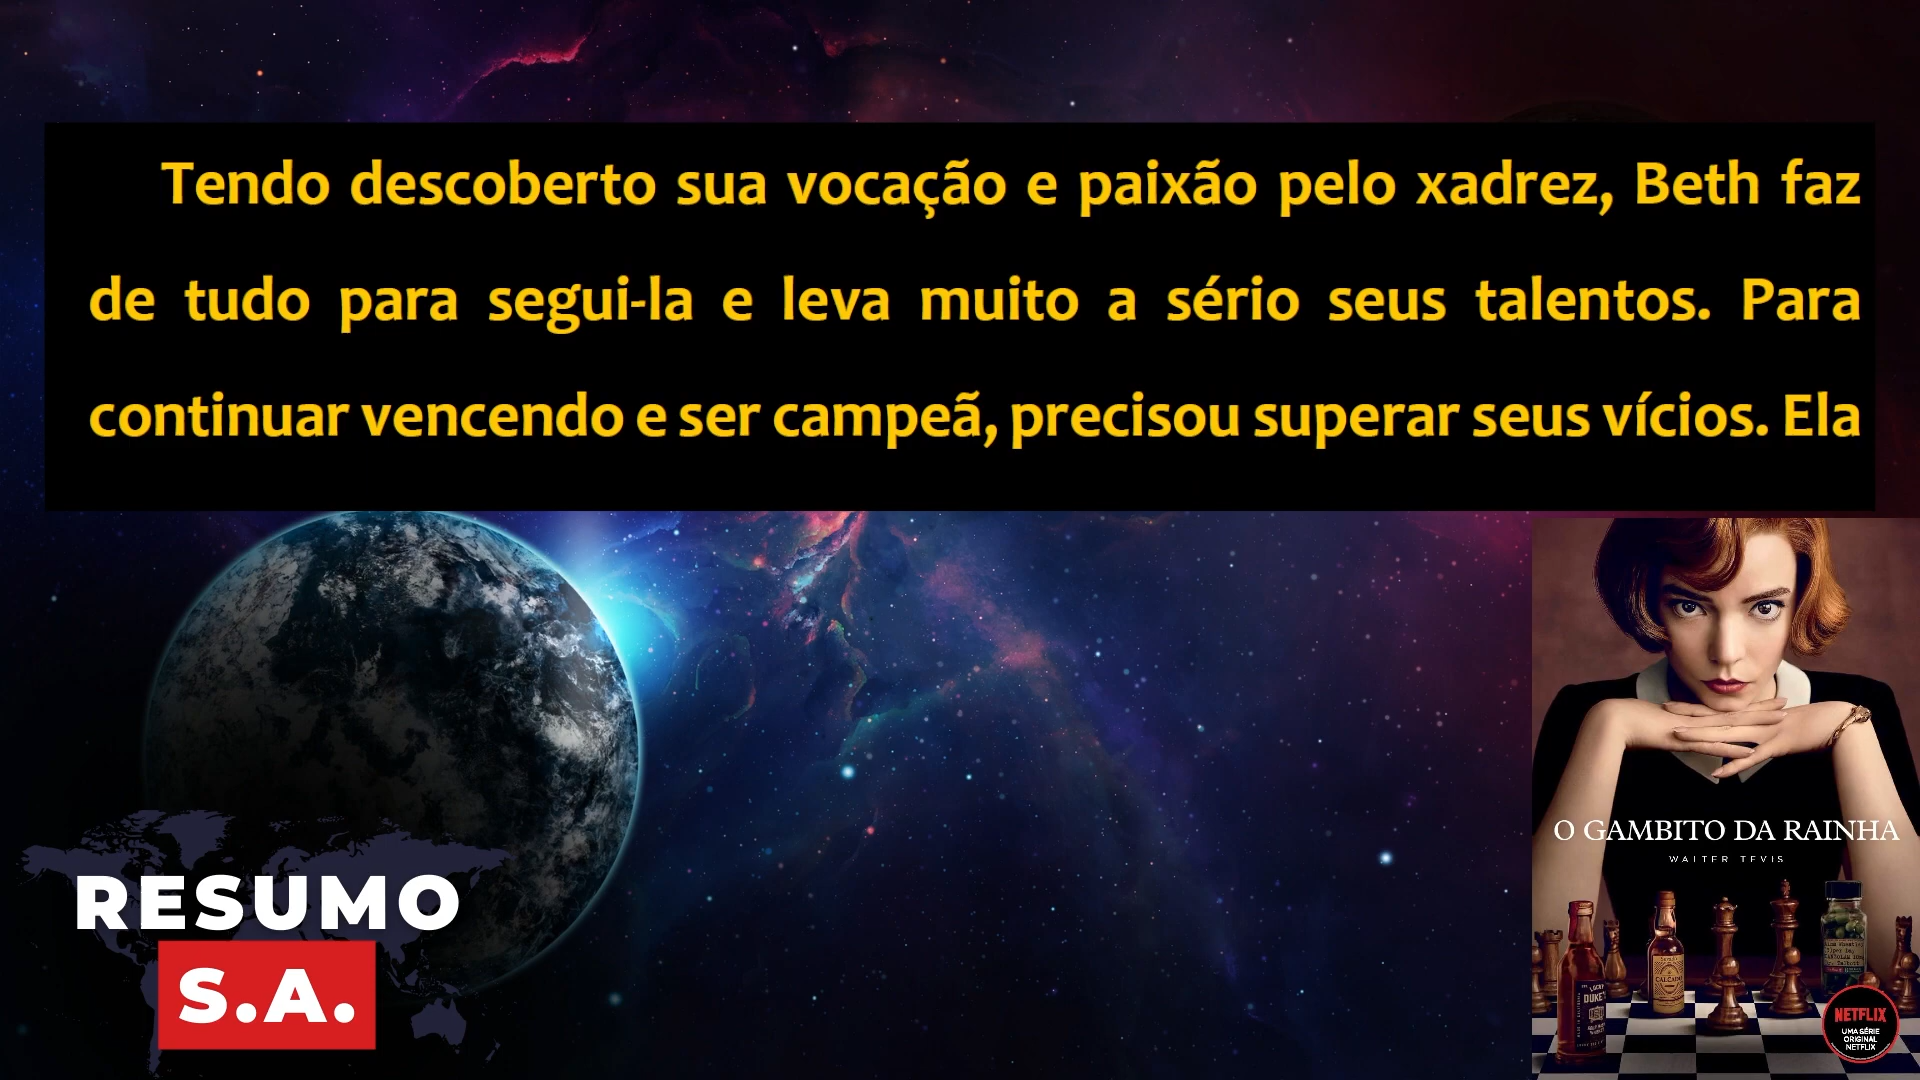 Tendo descoberto sua vocação e paixão pelo xadrez, Beth faz
de tudo para segui-la e leva muito a sério seus talentos. Para
continuar vencendo e ser campeã, precisou superar seus vícios. Ela
O GAMBITO DA RAINHA
WALTER TEVIS
RESUMO
S.A.
DUKE'S
NETFLIX
UMA SÉRIE
ORIGINAL
NETFLIX